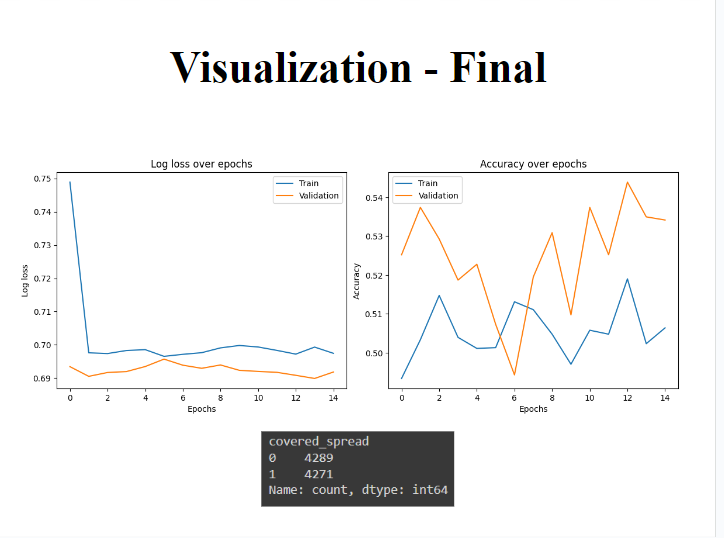 Visualization - Final
Log loss over epochs
Train
Validation
0.75
0.74
0.73
0.72
0.71
0.70
0.69
Log loss
0 2 4 6 8 10 12 14
Epochs
Accuracy over epochs
Train
Validation
0.54
0.53
0.52
0.51
0.50
Accuracy
0 2 4 6 8 10 12 14
Epochs
covered_spread
0    4289
1    4271
Name: count, dtype: int64